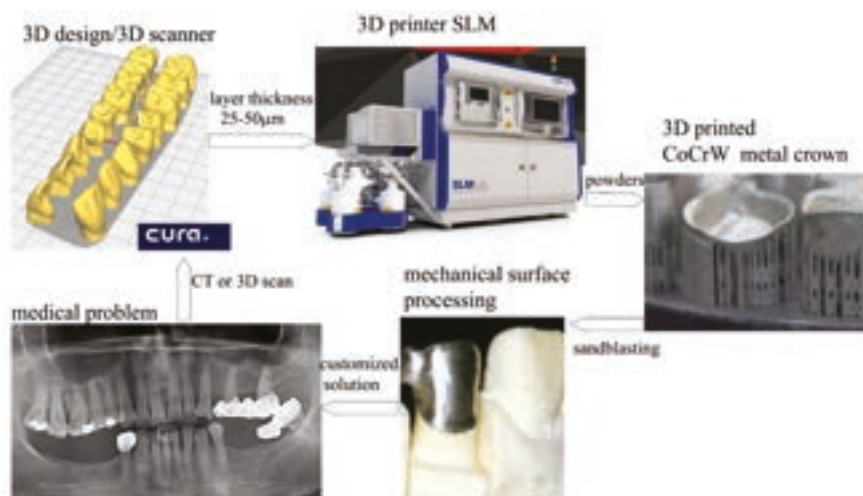 3D design/3D scanner
3D printer SLM
layer thickness
25-50μm
3D printed
CoCrW metal crown
powders
SLM
cura.
CT or 3D scan
mechanical surface
processing
medical problem
sandblasting
customized
solution